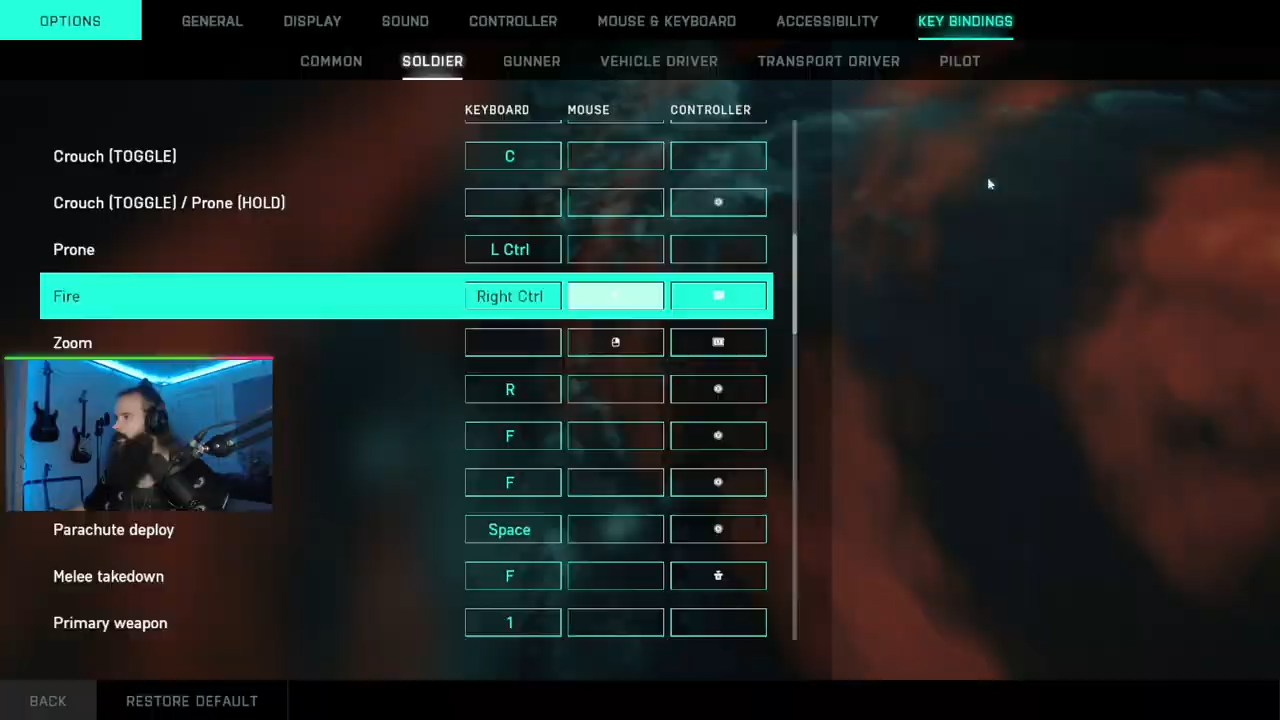 OPTIONS GENERAL DISPLAY SOUND CONTROLLER MOUSE & KEYBOARD ACCESSIBILITY KEY BINDINGS
COMMON SOLDIER GUNNER VEHICLE DRIVER TRANSPORT DRIVER PILOT
KEYBOARD MOUSE CONTROLLER
Crouch (TOGGLE) C
Crouch (TOGGLE) / Prone (HOLD)
Prone L Ctrl
Fire Right Ctrl
Zoom
R
F
F
Parachute deploy Space
Melee takedown F
Primary weapon 1
BACK RESTORE DEFAULT